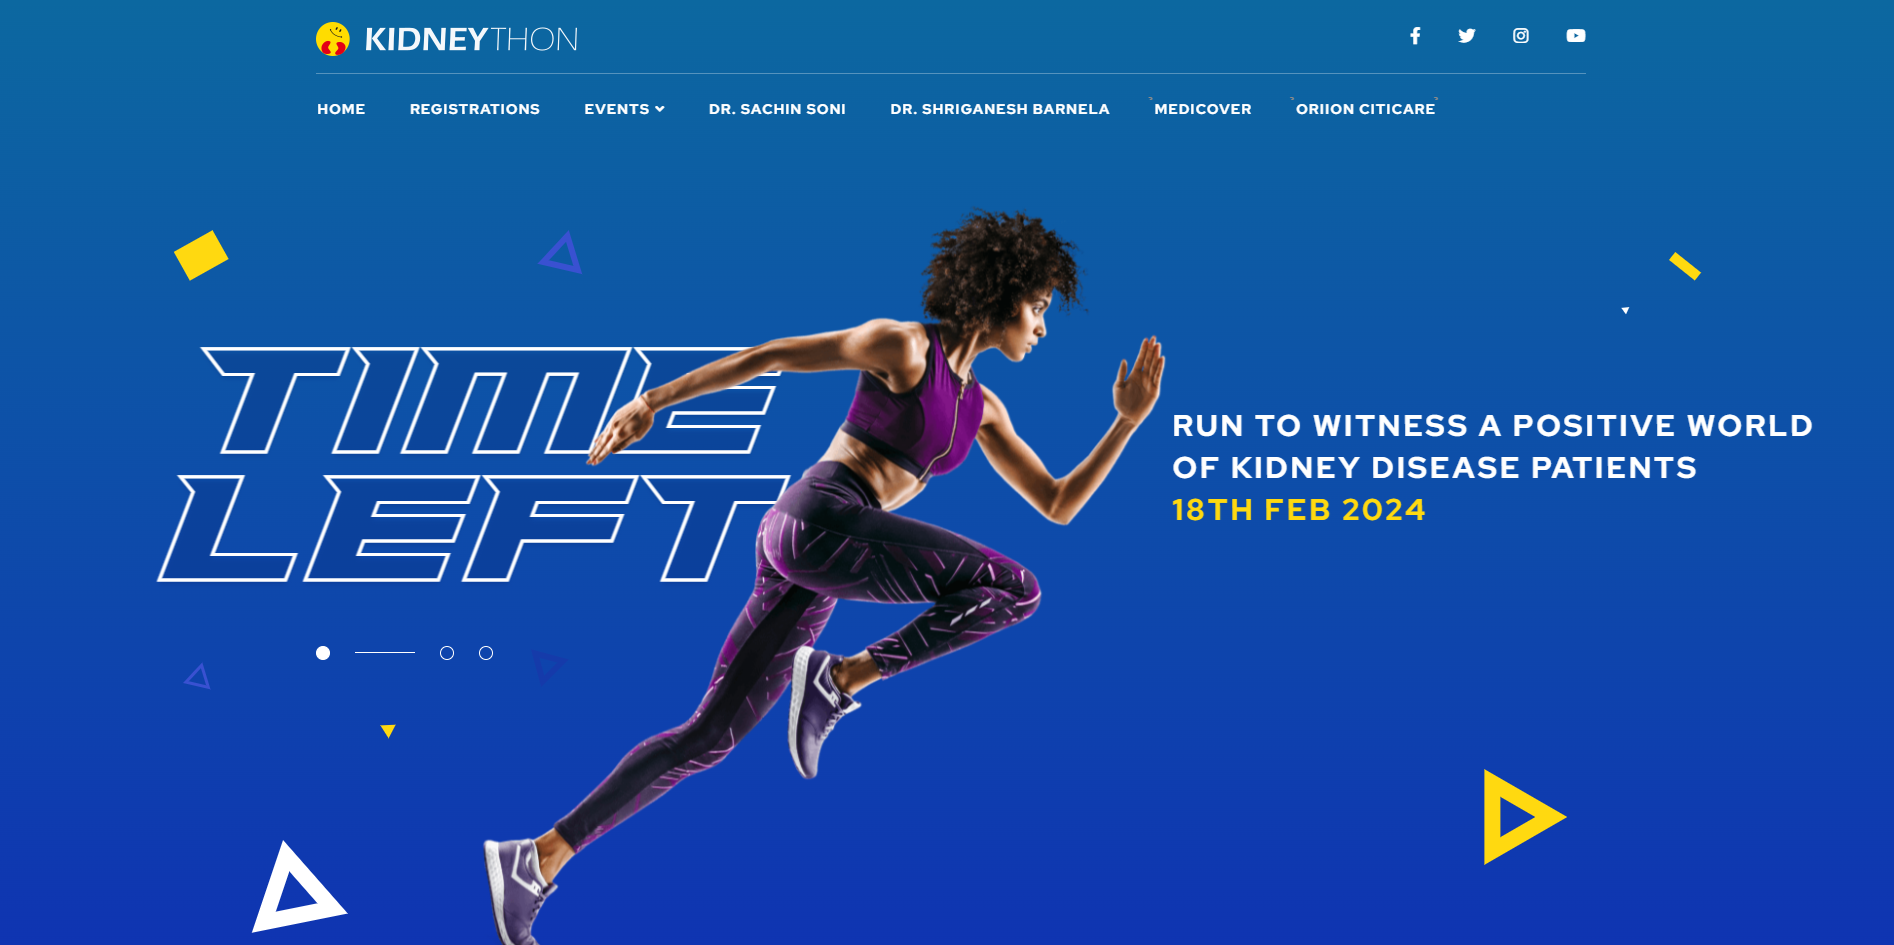 KIDNEYTHON
HOME REGISTRATIONS EVENTS DR. SACHIN SONI DR. SHRIGANESH BARNELA MEDICOVER ORIION CITICARE
TIME
LEFT
RUN TO WITNESS A POSITIVE WORLD
OF KIDNEY DISEASE PATIENTS
18TH FEB 2024